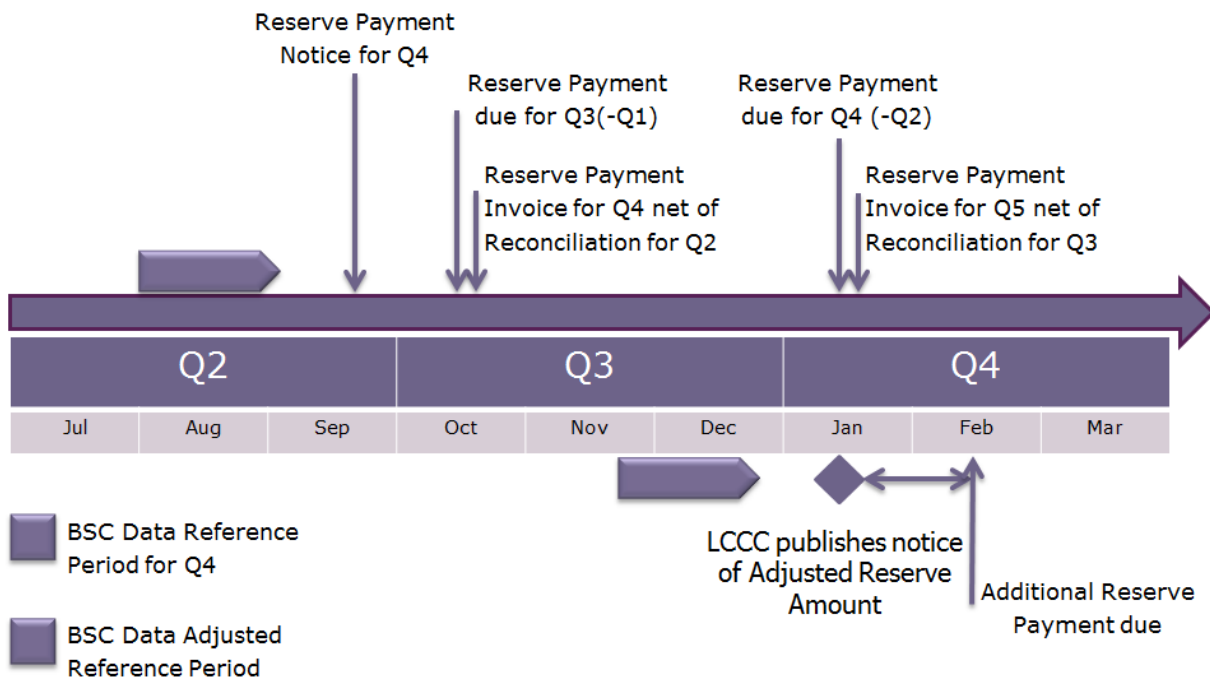 Reserve Payment
Notice for Q4
Reserve Payment
due for Q3(-Q1)
Reserve Payment
due for Q4 (-Q2)
Reserve Payment
Invoice for Q4 net of
Reconciliation for Q2
Reserve Payment
Invoice for Q5 net of
Reconciliation for Q3
Q2
Q3
Q4
Jul
Aug
Sep
Oct
Nov
Dec
Jan
Feb
Mar
BSC Data Reference
Period for Q4
BSC Data Adjusted
Reference Period
LCCC publishes notice
of Adjusted Reserve
Amount
Additional Reserve
Payment due